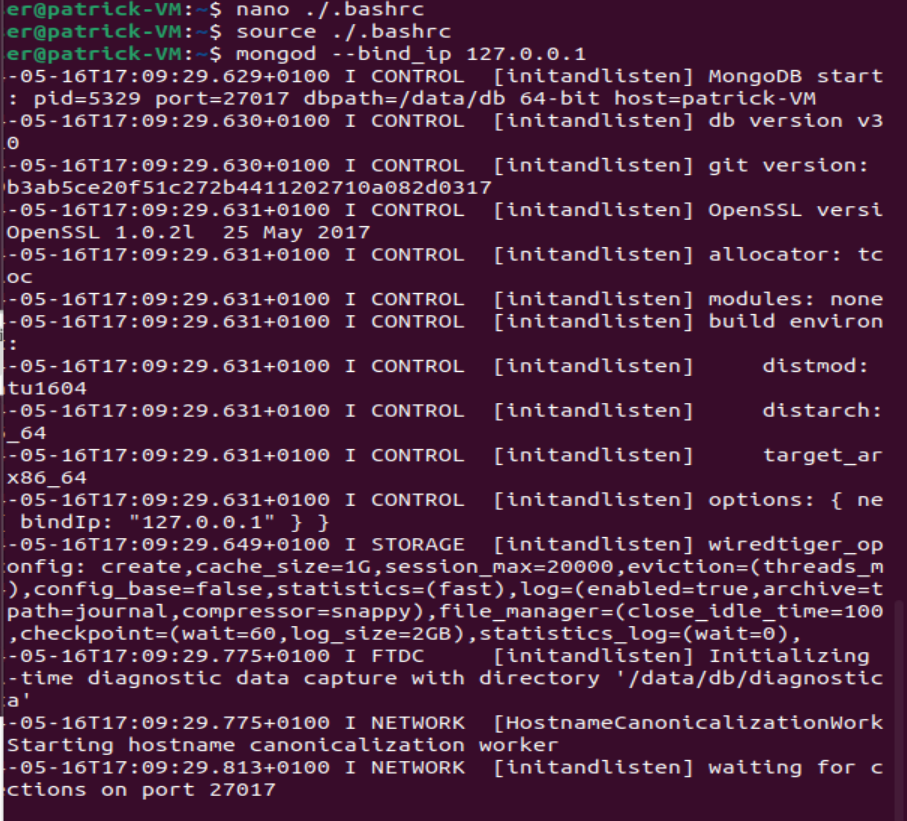 er@patrick-VM:~$ nano ./.bashrc
er@patrick-VM:~$ source ./.bashrc
er@patrick-VM:~$ mongod --bind_ip 127.0.0.1
-05-16T17:09:29.629+0100 I CONTROL  [initandlisten] MongoDB start
: pid=5329 port=27017 dbpath=/data/db 64-bit host=patrick-VM
-05-16T17:09:29.630+0100 I CONTROL  [initandlisten] db version v3
0
-05-16T17:09:29.630+0100 I CONTROL  [initandlisten] git version:
b3ab5ce20f51c272b4411202710a082d0317
-05-16T17:09:29.631+0100 I CONTROL  [initandlisten] OpenSSL versi
OpenSSL 1.0.2l  25 May 2017
-05-16T17:09:29.631+0100 I CONTROL  [initandlisten] allocator: tc
oc
-05-16T17:09:29.631+0100 I CONTROL  [initandlisten] modules: none
-05-16T17:09:29.631+0100 I CONTROL  [initandlisten] build environ
:
-05-16T17:09:29.631+0100 I CONTROL  [initandlisten]     distmod:
tu1604
-05-16T17:09:29.631+0100 I CONTROL  [initandlisten]     distarch:
_64
-05-16T17:09:29.631+0100 I CONTROL  [initandlisten]     target_ar
x86_64
-05-16T17:09:29.631+0100 I CONTROL  [initandlisten] options: { ne
bindIp: "127.0.0.1" } }
-05-16T17:09:29.649+0100 I STORAGE  [initandlisten] wiredtiger_op
onfig: create,cache_size=1G,session_max=20000,eviction=(threads_m
),config_base=false,statistics=(fast),log=(enabled=true,archive=t
path=journal,compressor=snappy),file_manager=(close_idle_time=100
,checkpoint=(wait=60,log_size=2GB),statistics_log=(wait=0),
-05-16T17:09:29.775+0100 I FTDC     [initandlisten] Initializing
-time diagnostic data capture with directory '/data/db/diagnostic
a'
-05-16T17:09:29.775+0100 I NETWORK  [HostnameCanonicalizationWork
Starting hostname canonicalization worker
-05-16T17:09:29.813+0100 I NETWORK  [initandlisten] waiting for c
ctions on port 27017